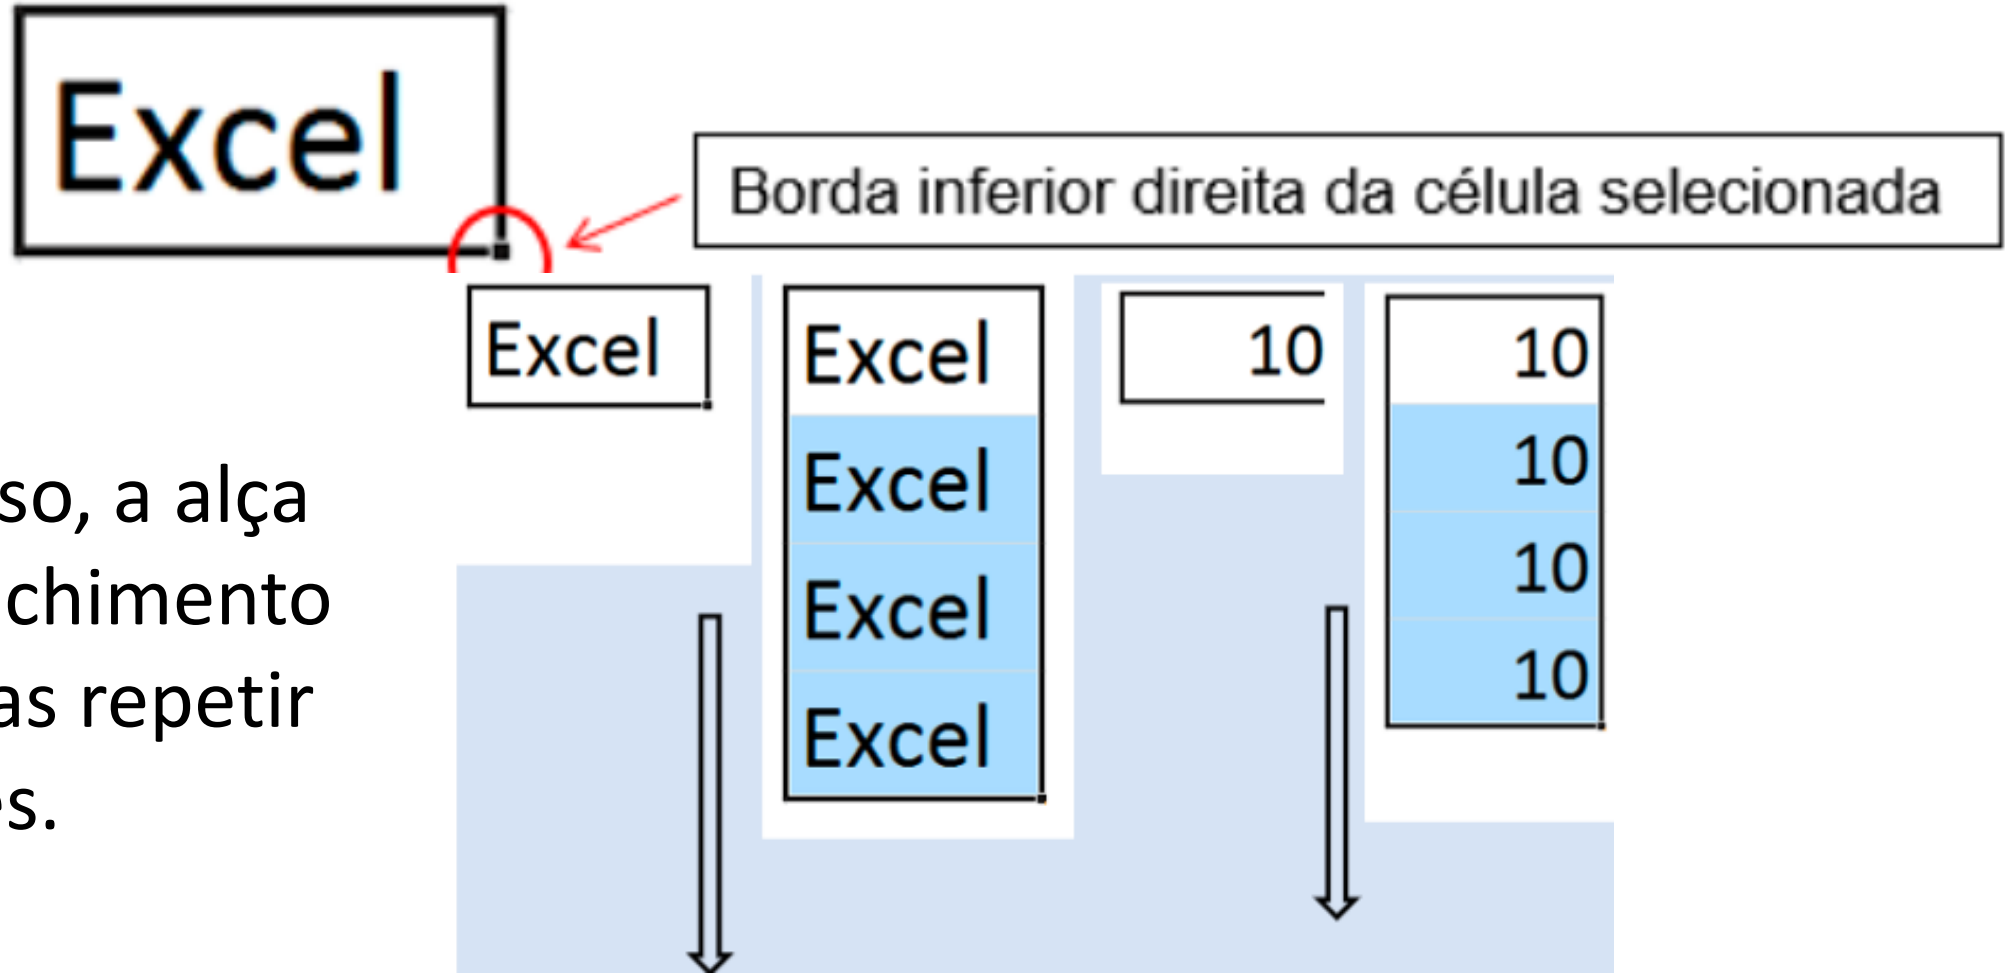 Excel
Borda inferior direita da célula selecionada
so, a alça
chimento
as repetir
s.
Excel
Excel
Excel
Excel
Excel
10
10
10
10
10